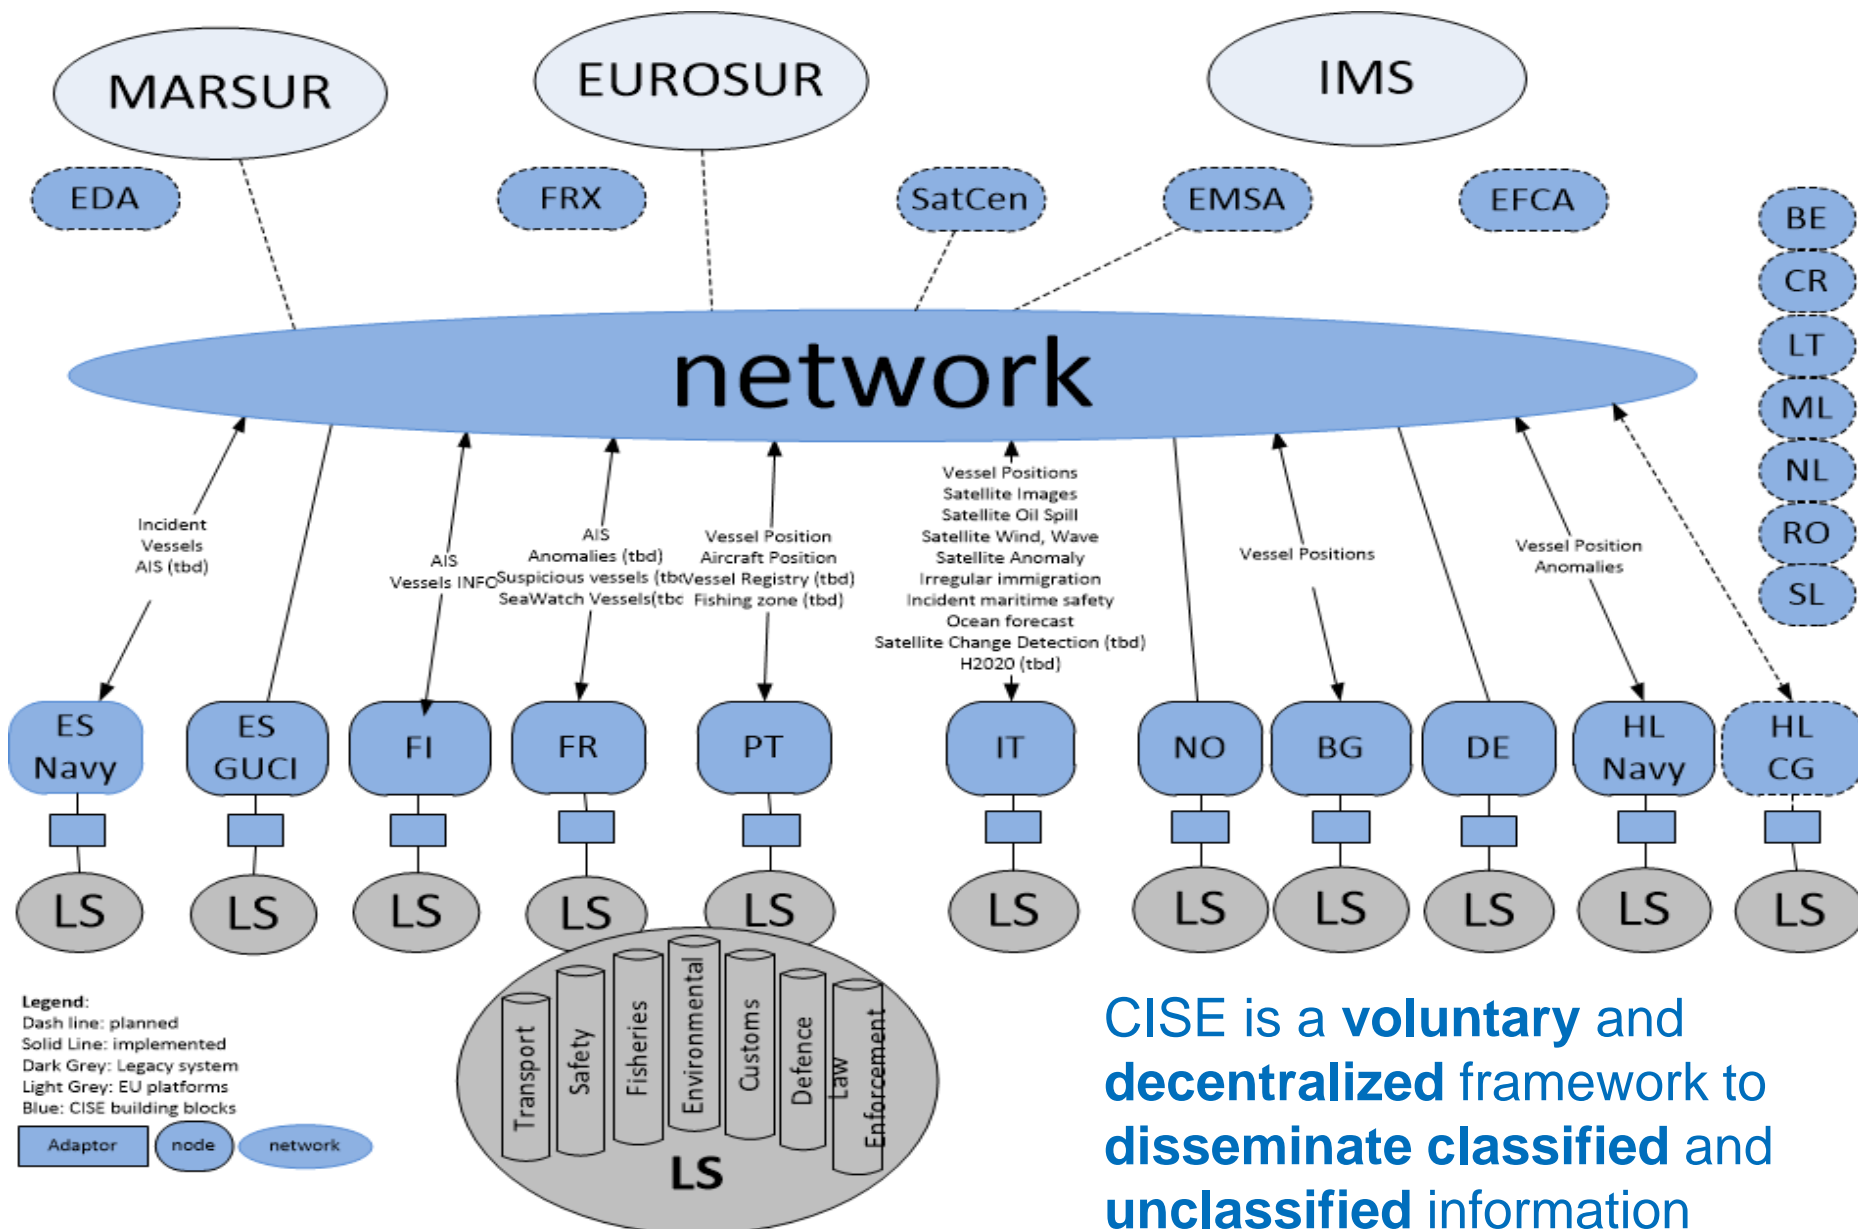 MARSUR
EUROSUR
IMS
EDA
FRX
SatCen
EMSA
EFCA
BE
CR
LT
ML
NL
RO
SL
network
Incident
Vessels
AIS (tbd)
AIS
Vessels INFO
AIS
Anomalies (tbd)
Suspicious vessels (tbd
SeaWatch Vessels(tbd
Vessel Position
Aircraft Position
Vessel Registry (tbd)
Fishing zone (tbd)
Vessel Positions
Satellite Images
Satellite Oil Spill
Satellite Wind, Wave
Satellite Anomaly
Irregular immigration
Incident maritime safety
Ocean forecast
Satellite Change Detection (tbd)
H2020 (tbd)
Vessel Positions
Vessel Position
Anomalies
ES
Navy
ES
GUCI
FI
FR
PT
IT
NO
BG
DE
HL
Navy
HL
CG
LS
LS
LS
LS
LS
LS
LS
LS
LS
LS
LS
Transport
Safety
Fisheries
Environmental
Customs
Defence
Law
Enforcement
LS
Legend:
Dash line: planned
Solid Line: implemented
Dark Grey: Legacy system
Light Grey: EU platforms
Blue: CISE building blocks
Adaptor
node
network
CISE is a voluntary and
decentralized framework to
disseminate classified and
unclassified information